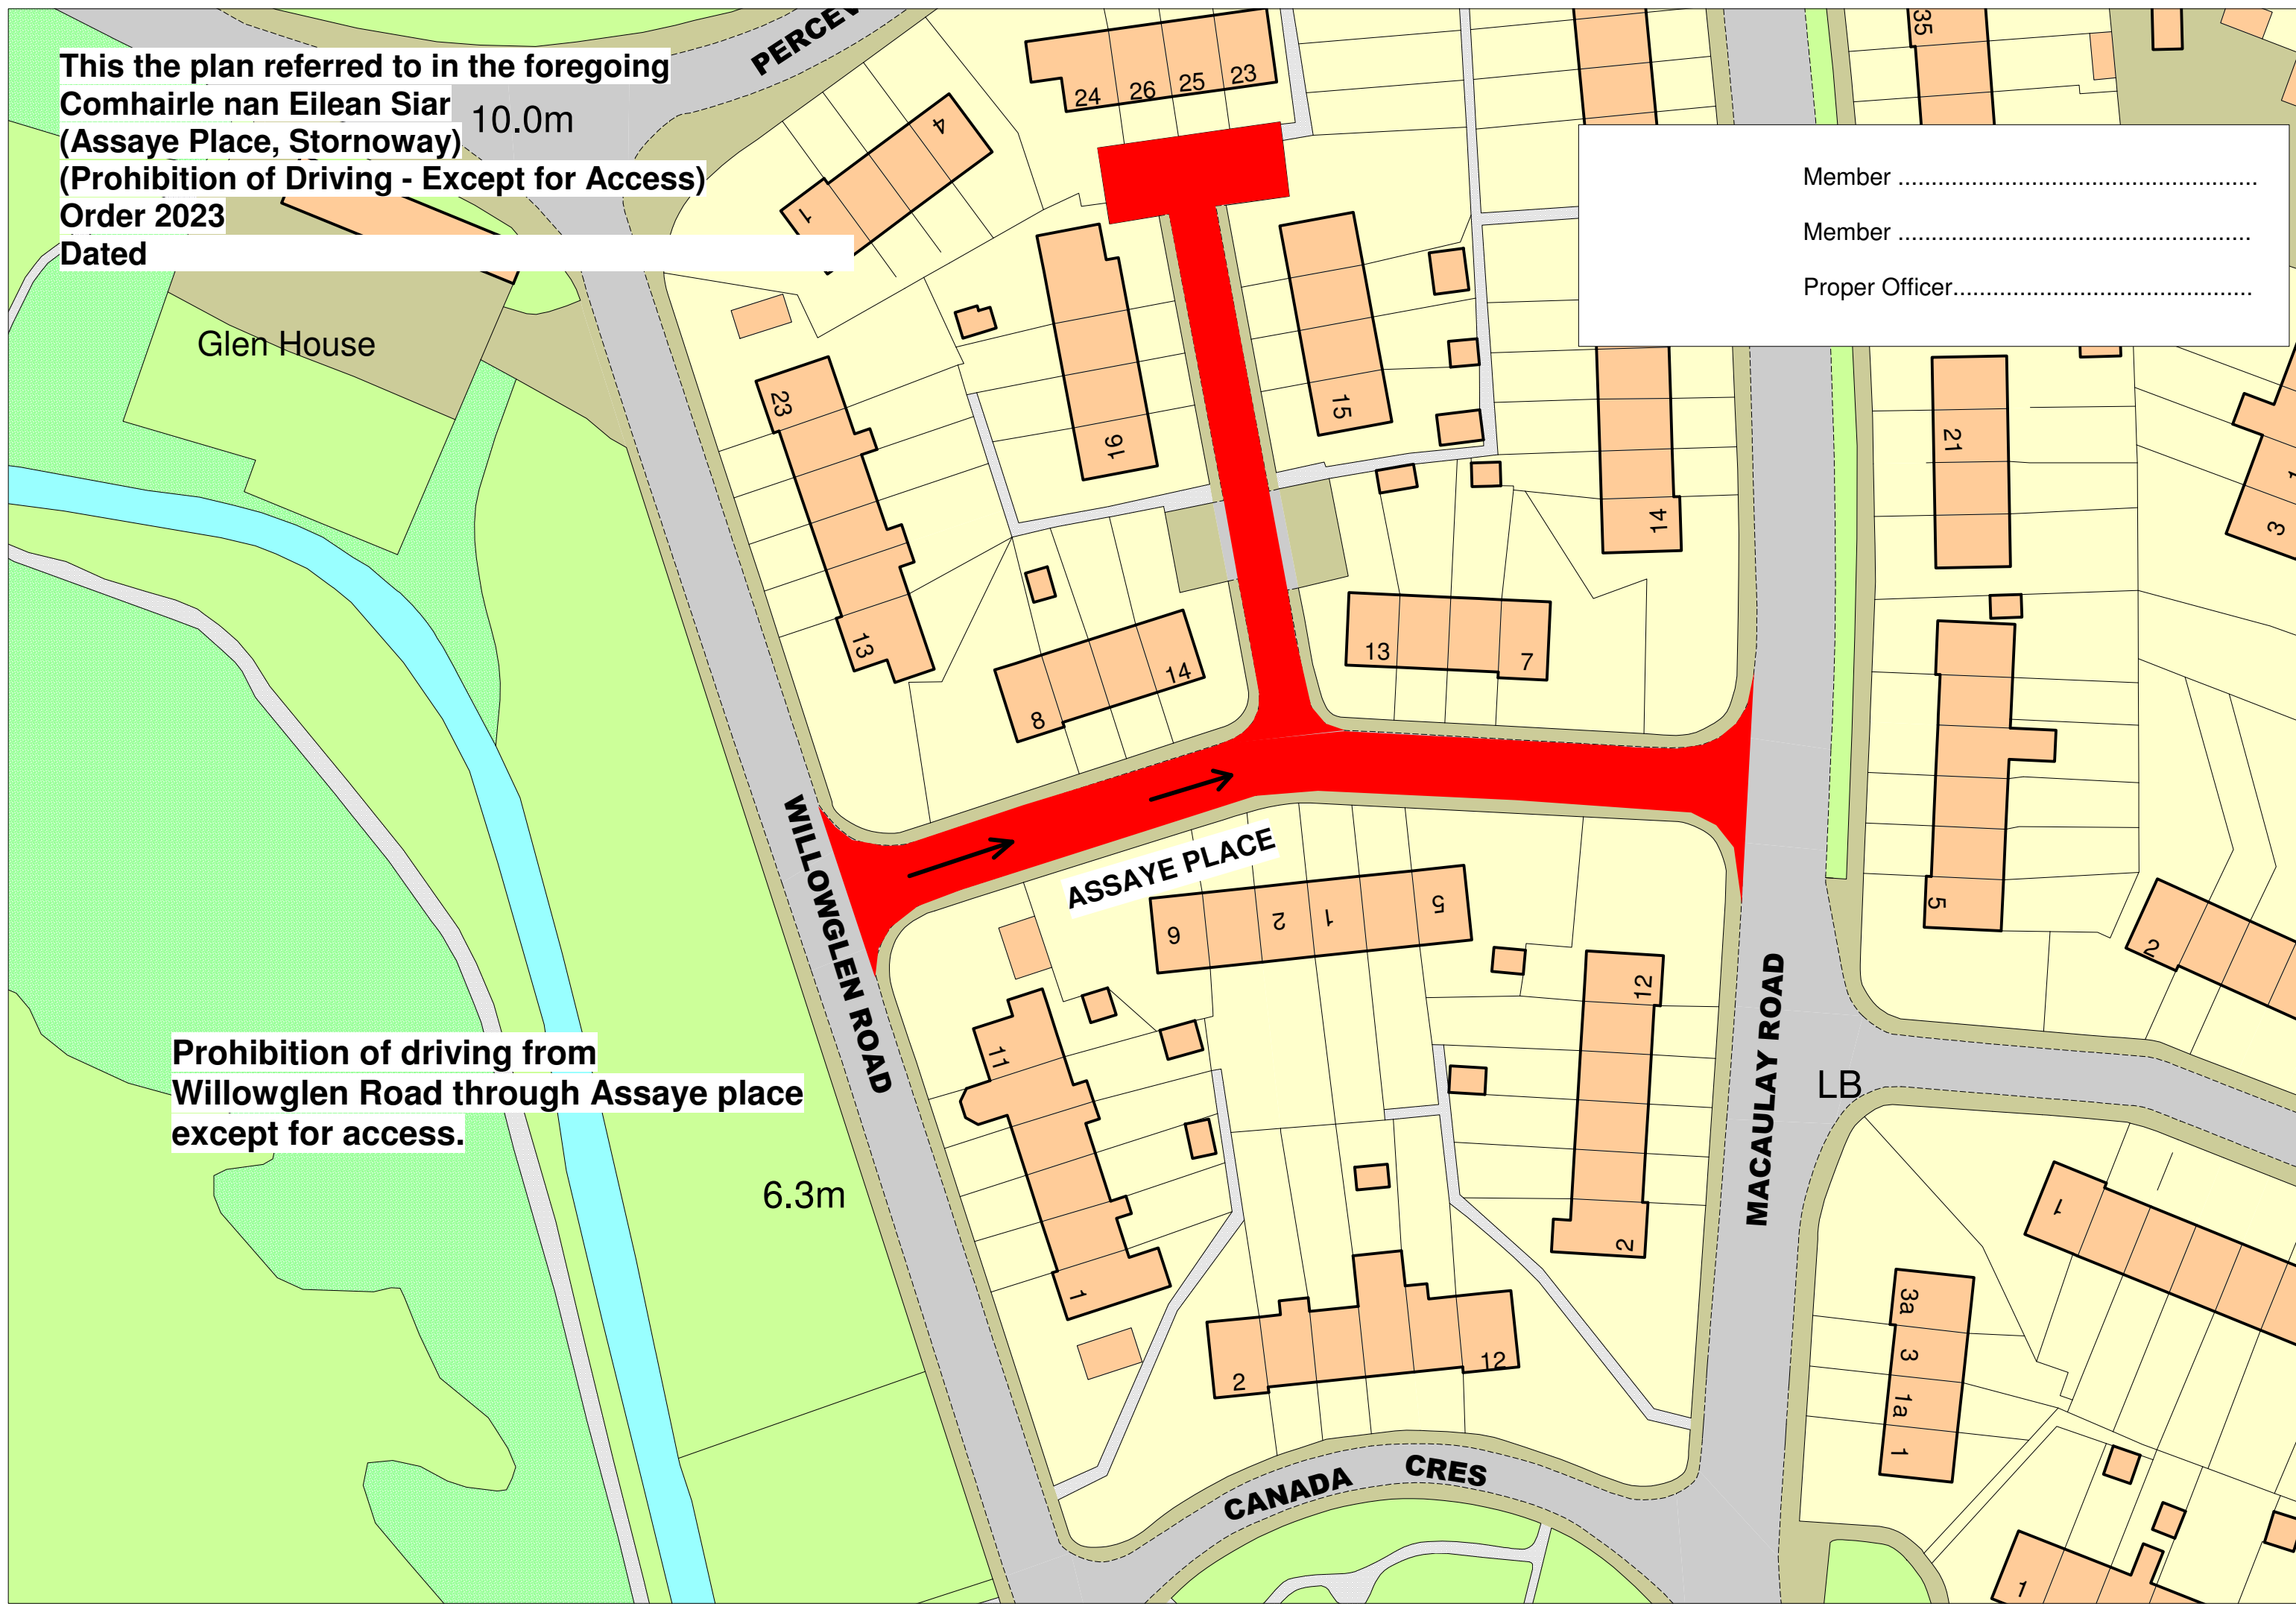 This the plan referred to in the foregoing
Comhairle nan Eilean Siar
(Assaye Place, Stornoway)
(Prohibition of Driving - Except for Access)
Order 2023
Dated
10.0m
Member ......................................................
Member .....................................................
Proper Officer.............................................
35
24 26 25 23
4
1
Glen House
23
16
15
21
14
1
3
13
8
14
13
7
WILLOWGLEN ROAD
ASSAYE PLACE
9
2
1
5
5
2
12
11
MACAULAY ROAD
LB
Prohibition of driving from
Willowglen Road through Assaye place
except for access.
6.3m
1
2
1
2
12
3a
3
1a
1
CANADA CRES
1